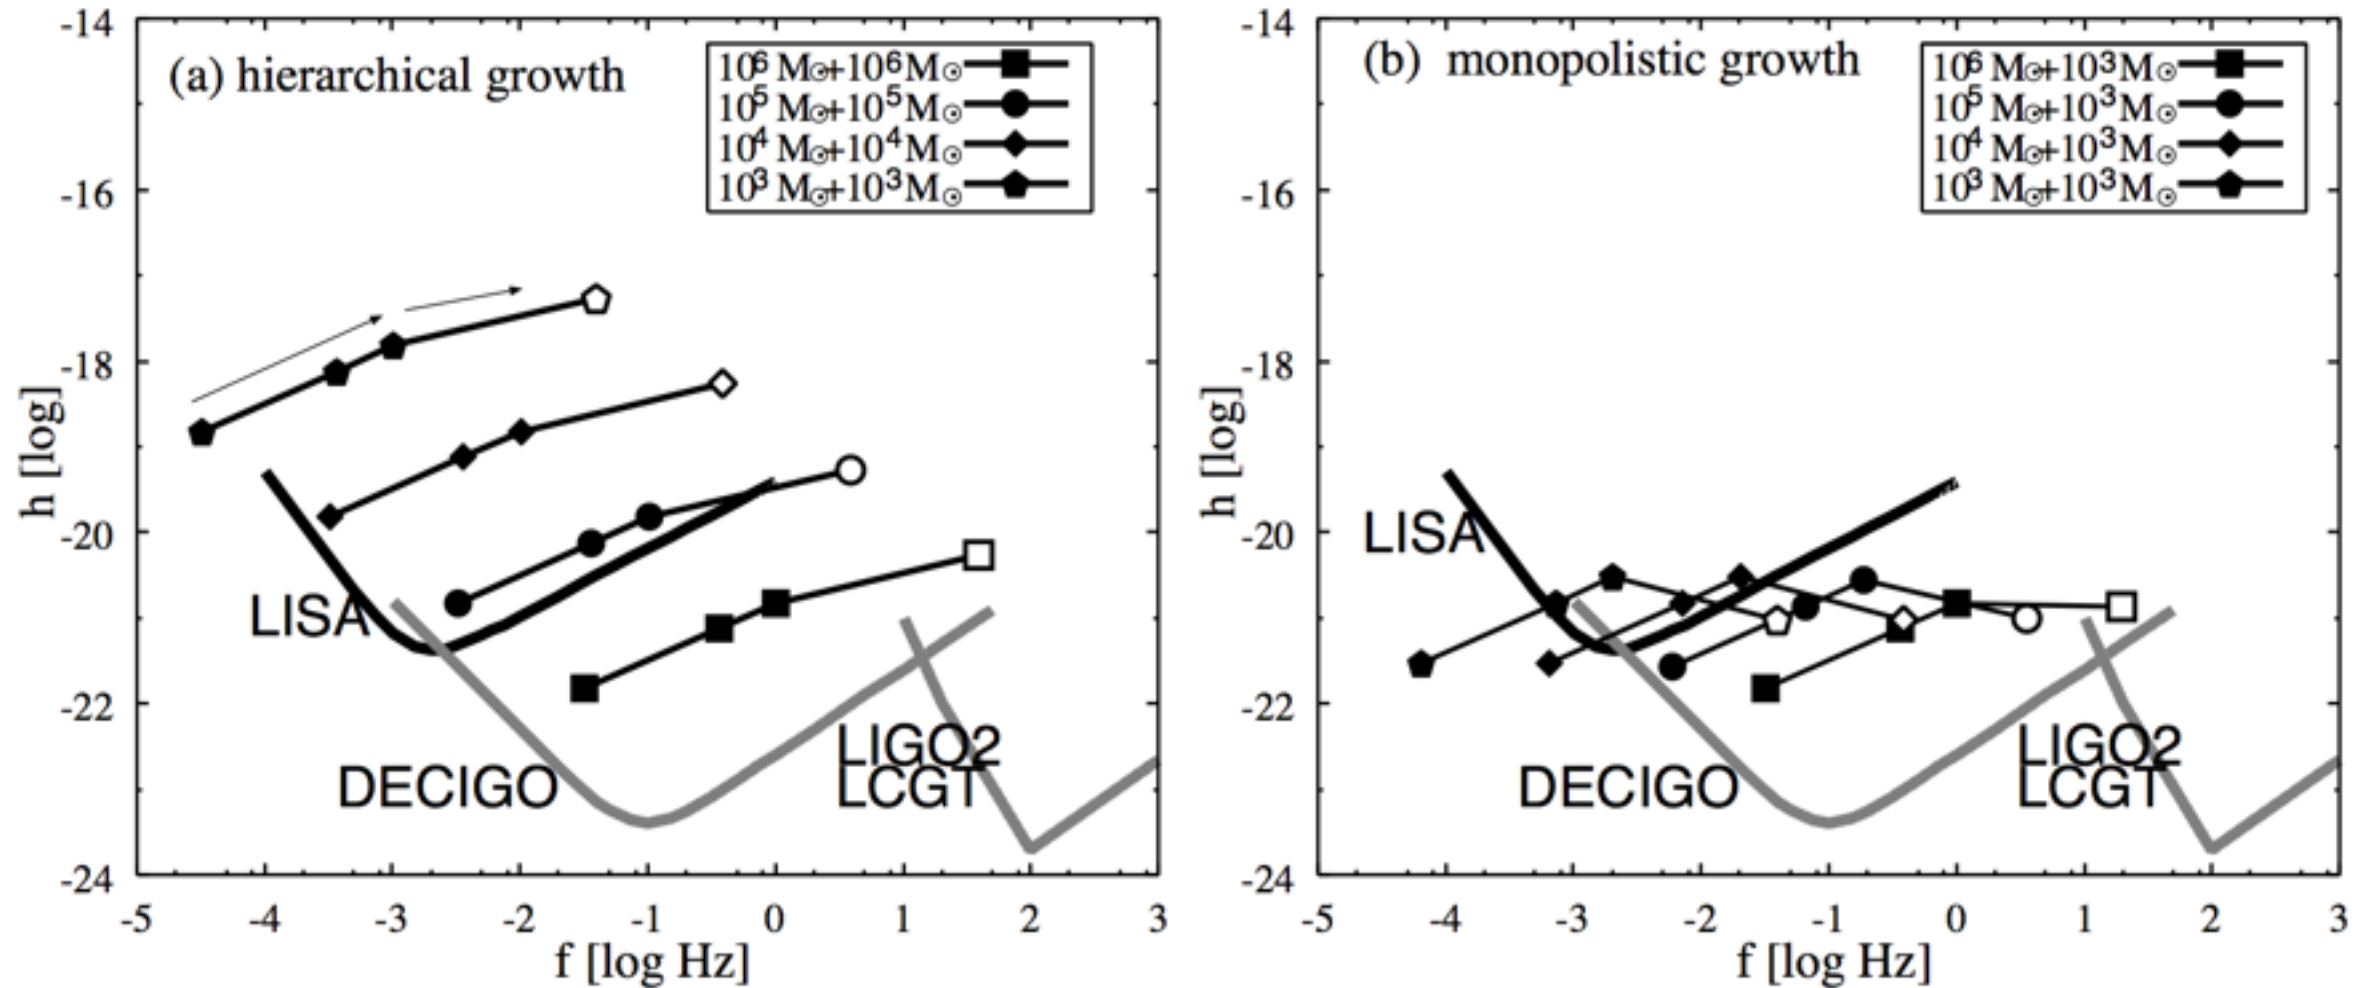 (a) hierarchical growth
10⁶ M☉+10⁶ M☉
10⁵ M☉+10⁵ M☉
10⁴ M☉+10⁴ M☉
10³ M☉+10³ M☉
-14
-16
-18
-20
-22
-24
h [log]
LISA
DECIGO
LIGO2
LCGT
-5 -4 -3 -2 -1 0 1 2 3
f [log Hz]
(b) monopolistic growth
10⁶ M☉+10³ M☉
10⁵ M☉+10³ M☉
10⁴ M☉+10³ M☉
10³ M☉+10³ M☉
-14
-16
-18
-20
-22
-24
h [log]
LISA
DECIGO
LIGO2
LCGT
-5 -4 -3 -2 -1 0 1 2 3
f [log Hz]